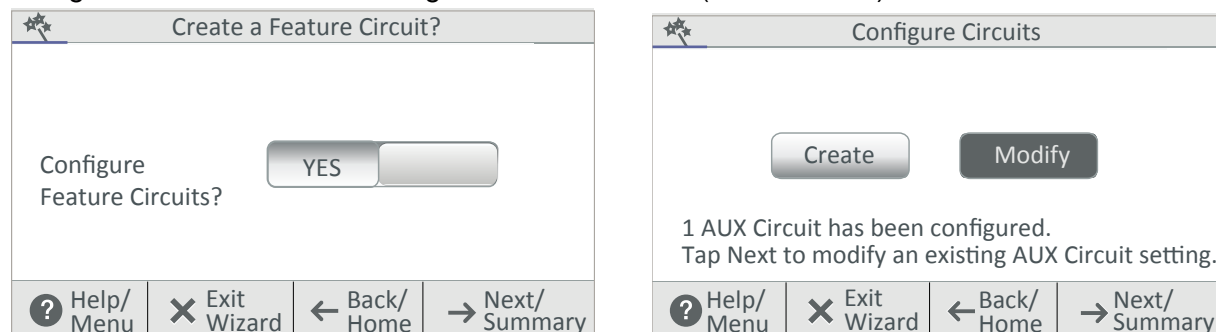 Create a Feature Circuit?
Configure
Feature Circuits?
YES
Help/
Menu
Exit
Wizard
Back/
Home
Next/
Summary
Configure Circuits
Create
Modify
1 AUX Circuit has been configured.
Tap Next to modify an existing AUX Circuit setting.
Help/
Menu
Exit
Wizard
Back/
Home
Next/
Summary